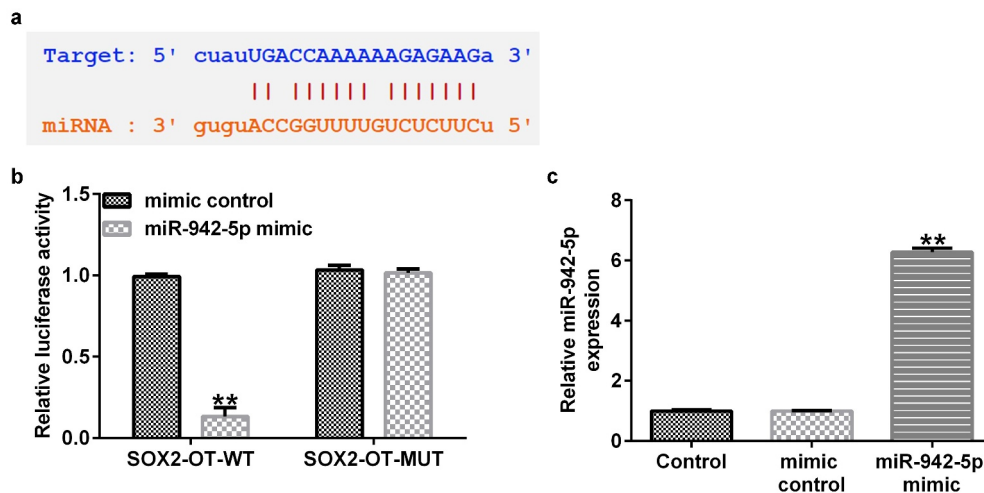 a
Target: 5' cuauUGACCAAAAAAGAGAAGa 3'
|| |||||| |||||||
miRNA : 3' guguACCGGUUUUGUCUCUUCu 5'
b
Relative luciferase activity
1.5
1.0
0.5
0.0
mimic control
miR-942-5p mimic
**
SOX2-OT-WT
SOX2-OT-MUT
c
Relative miR-942-5p
expression
8
6
4
2
0
**
Control
mimic
control
miR-942-5p
mimic